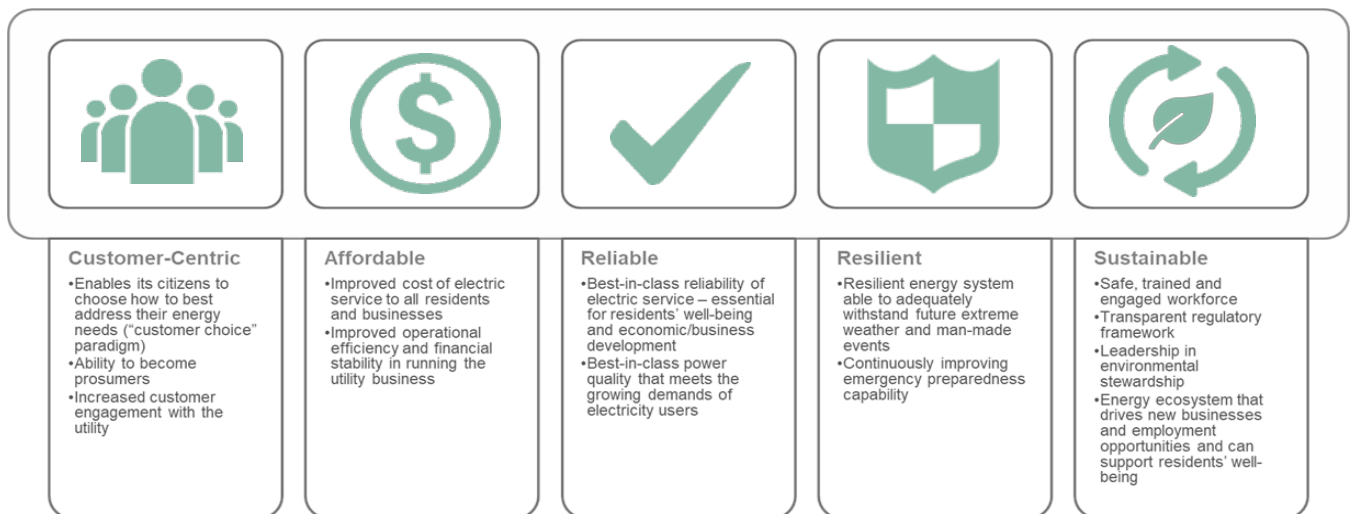 Customer-Centric
•Enables its citizens to
choose how to best
address their energy
needs (“customer choice”
paradigm)
•Ability to become
prosumers
•Increased customer
engagement with the
utility
Affordable
•Improved cost of electric
service to all residents
and businesses
•Improved operational
efficiency and financial
stability in running the
utility business
Reliable
•Best-in-class reliability of
electric service – essential
for residents’ well-being
and economic/business
development
•Best-in-class power
quality that meets the
growing demands of
electricity users
Resilient
•Resilient energy system
able to adequately
withstand future extreme
weather and man-made
events
•Continuously improving
emergency preparedness
capability
Sustainable
•Safe, trained and
engaged workforce
•Transparent regulatory
framework
•Leadership in
environmental
stewardship
•Energy ecosystem that
drives new businesses
and employment
opportunities and can
support residents’ well-
being